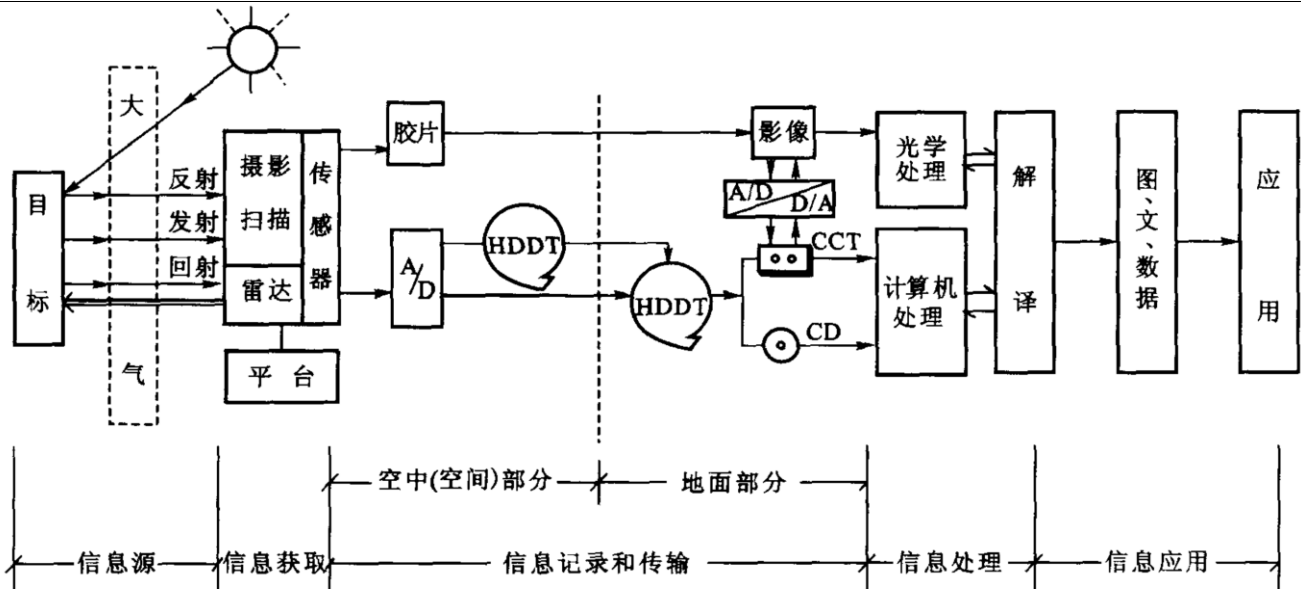 大气
目标
反射
发射
回射
摄影
扫描
雷达
传感器
平台
胶片
A/D
HDDT
HDDT
影像
A/D
D/A
CCT
CD
光学
处理
计算机
处理
解译
图、文、数据
应用
空中(空间)部分
地面部分
信息源
信息获取
信息记录和传输
信息处理
信息应用